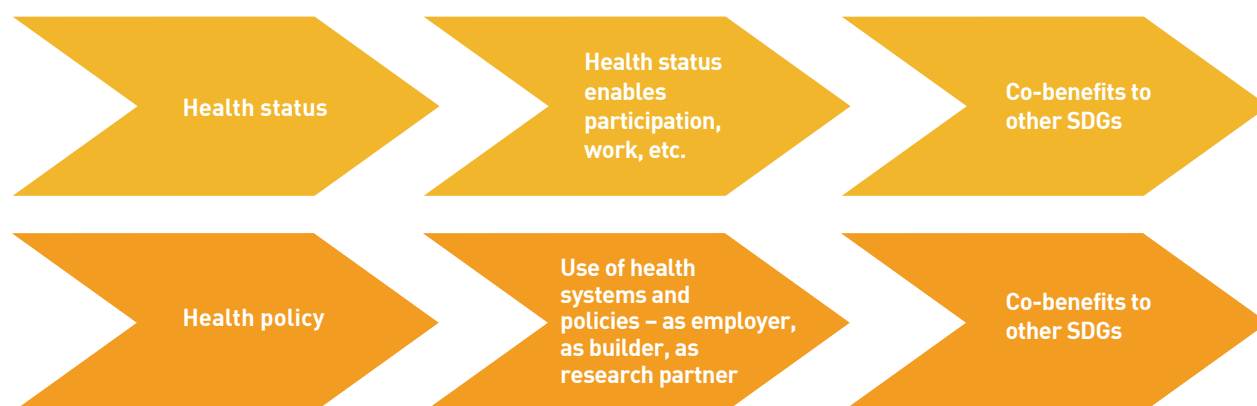 Health status
Health status
enables
participation,
work, etc.
Co-benefits to
other SDGs
Health policy
Use of health
systems and
policies – as employer,
as builder, as
research partner
Co-benefits to
other SDGs